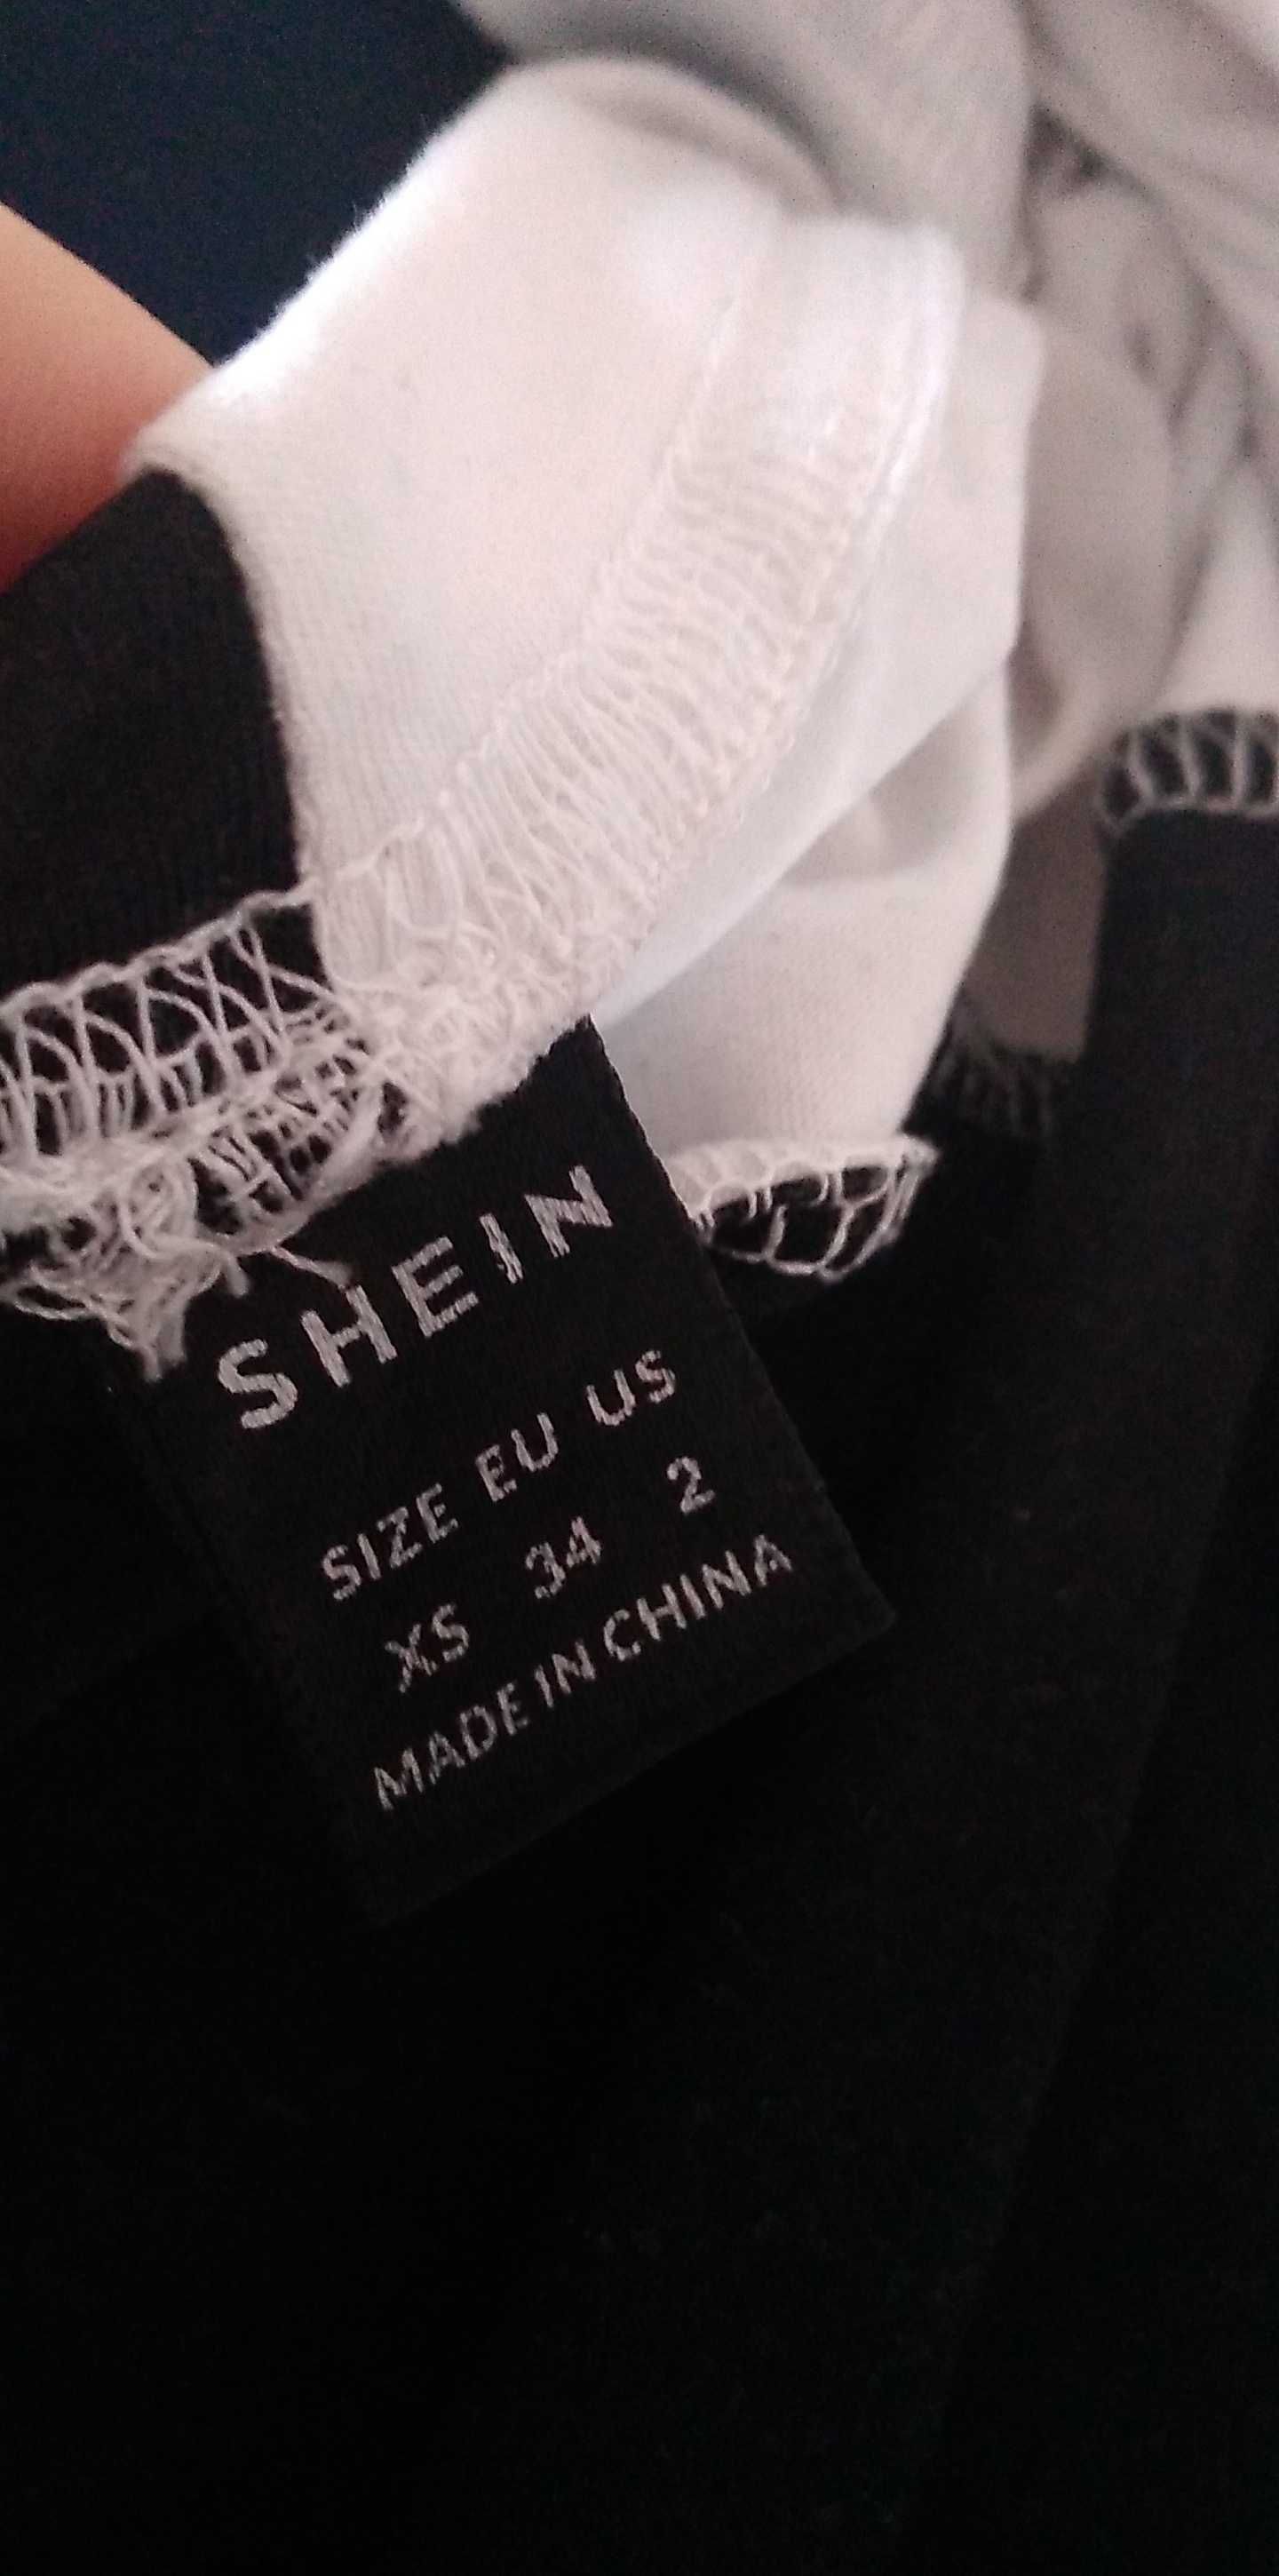 SHEIN
SIZE EU US
XS 34 2
MADE IN CHINA